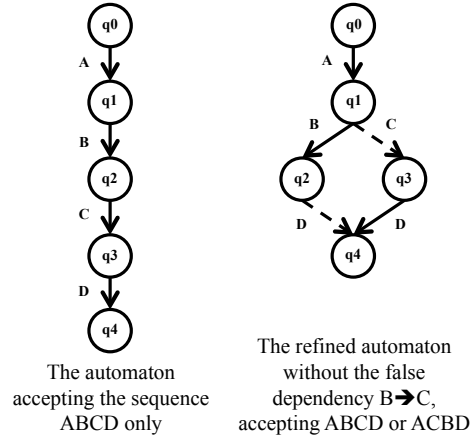 q0
A
q1
B
q2
C
q3
D
q4
The automaton
accepting the sequence
ABCD only
q0
A
q1
B C
q2 q3
D D
q4
The refined automaton
without the false
dependency B➔C,
accepting ABCD or ACBD